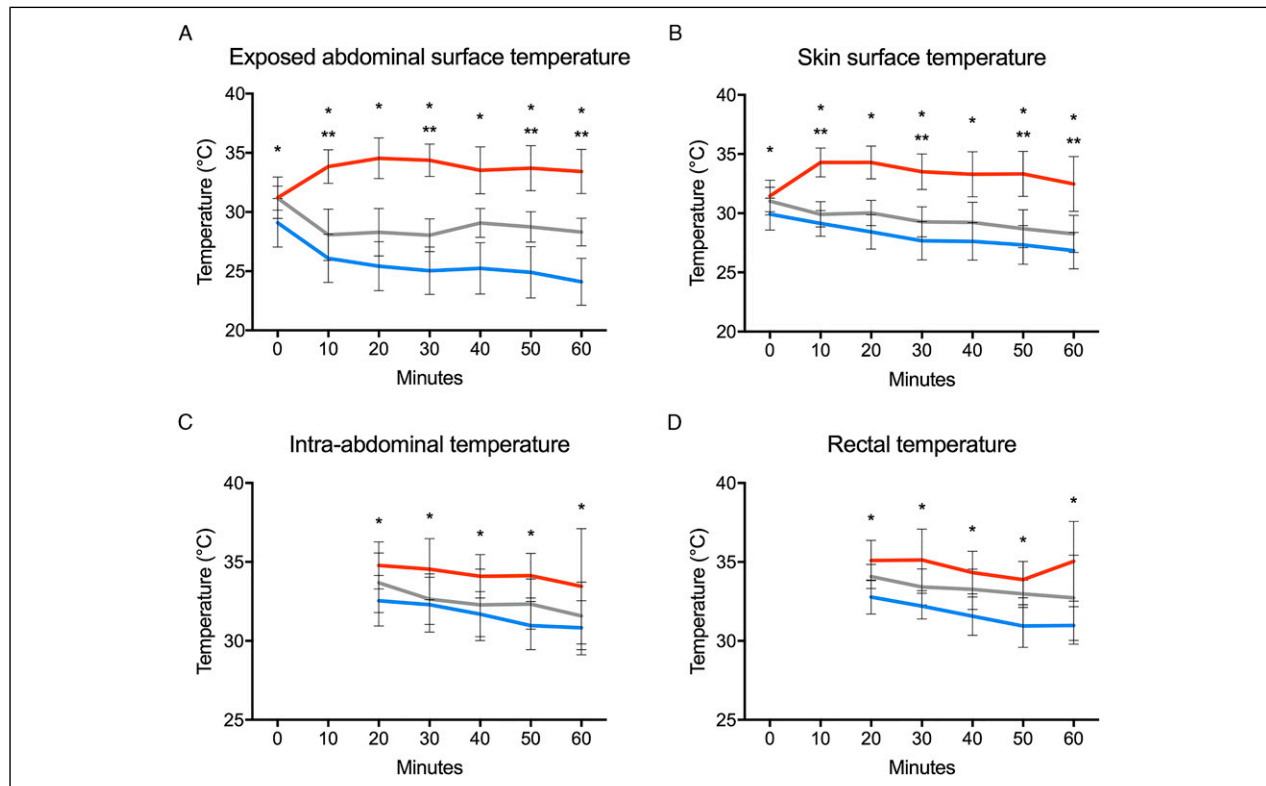 A
Exposed abdominal surface temperature
Temperature (°C)
40
35
30
25
20
* * * * * * *
** ** ** **
0 10 20 30 40 50 60
Minutes
B
Skin surface temperature
Temperature (°C)
40
35
30
25
20
* * * * * * *
** ** ** **
0 10 20 30 40 50 60
Minutes
C
Intra-abdominal temperature
Temperature (°C)
40
35
30
25
* * * * *
0 10 20 30 40 50 60
Minutes
D
Rectal temperature
Temperature (°C)
40
35
30
25
* * * * *
0 10 20 30 40 50 60
Minutes